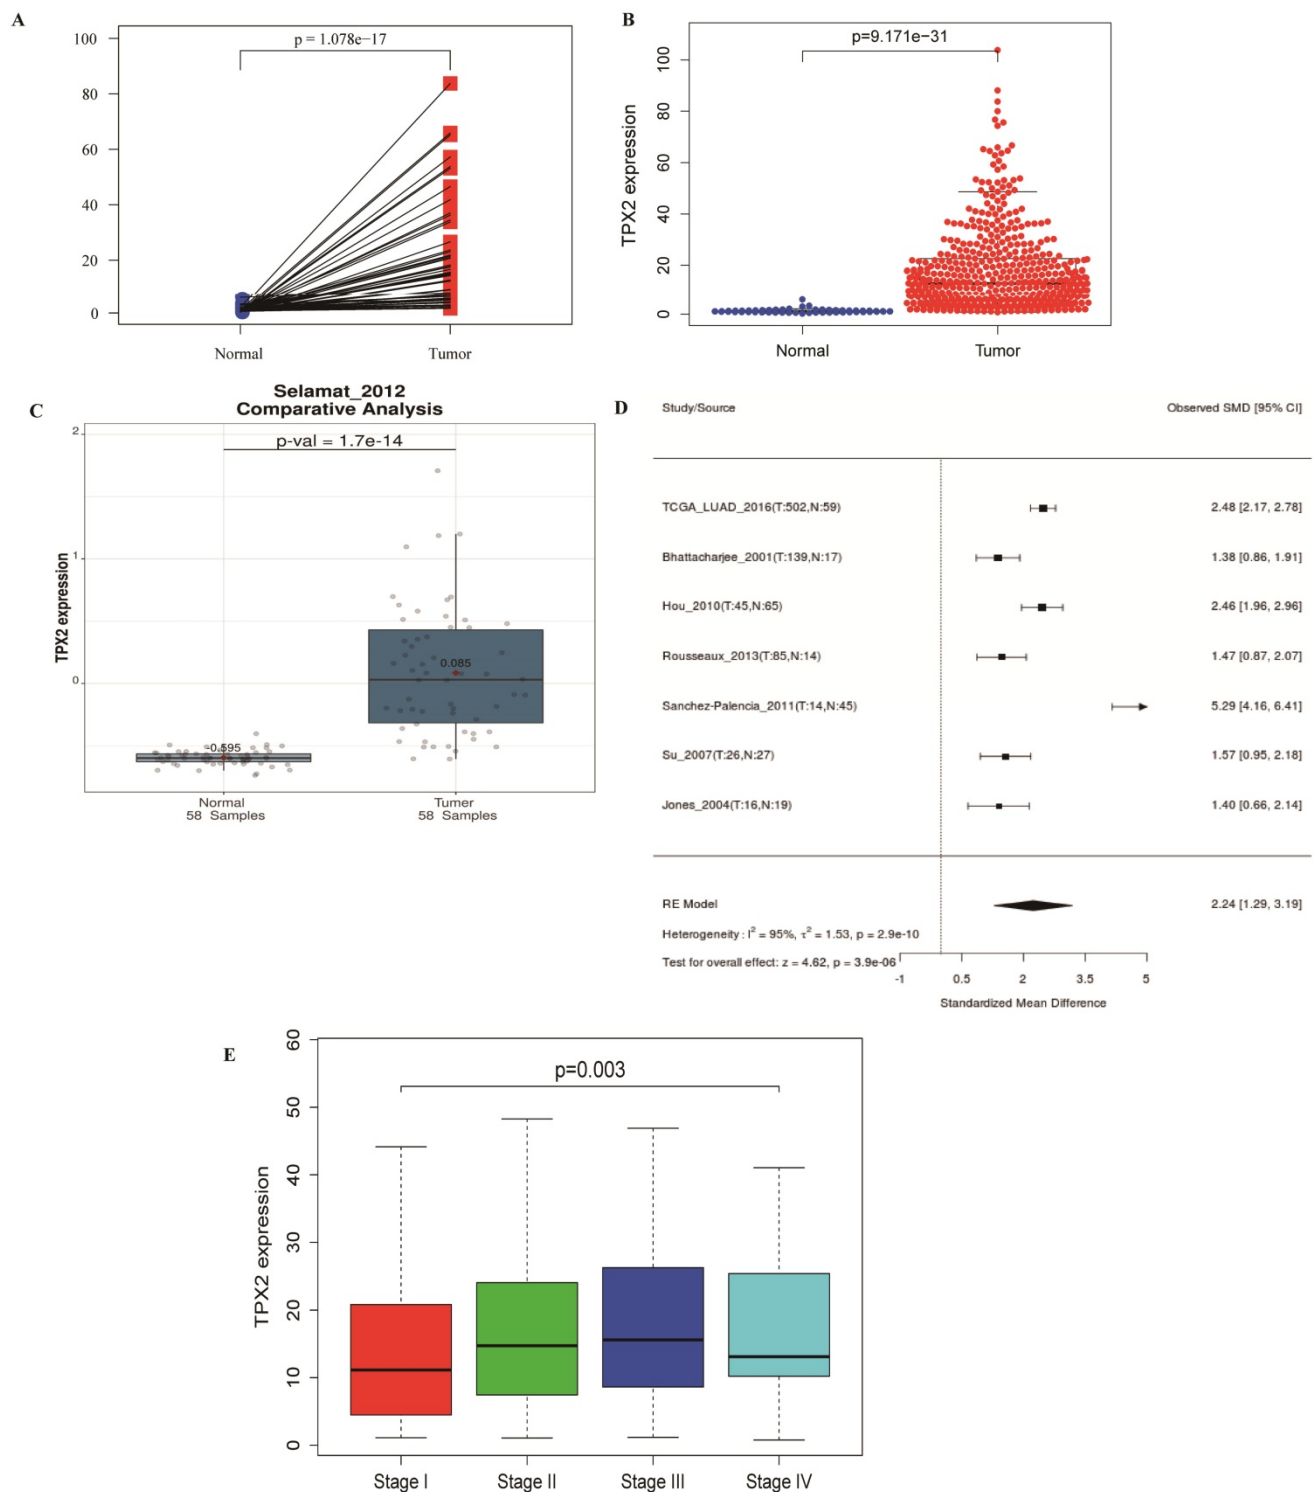 A
p = 1.078e−17
100
80
60
40
20
0
Normal
Tumor
B
p=9.171e−31
TPX2 expression
100
80
60
40
20
0
Normal
Tumor
C
Selamat_2012
Comparative Analysis
p-val = 1.7e-14
TPX2 expression
2
1
0
0.085
-0.595
Normal
58 Samples
Tumer
58 Samples
D
Study/Source Observed SMD [95% CI]
TCGA_LUAD_2016(T:502,N:59) 2.48 [2.17, 2.78]
Bhattacharjee_2001(T:139,N:17) 1.38 [0.86, 1.91]
Hou_2010(T:45,N:65) 2.46 [1.96, 2.96]
Rousseaux_2013(T:85,N:14) 1.47 [0.87, 2.07]
Sanchez-Palencia_2011(T:14,N:45) 5.29 [4.16, 6.41]
Su_2007(T:26,N:27) 1.57 [0.95, 2.18]
Jones_2004(T:16,N:19) 1.40 [0.66, 2.14]
RE Model 2.24 [1.29, 3.19]
Heterogeneity : I² = 95%, τ² = 1.53, p = 2.9e-10
Test for overall effect: z = 4.62, p = 3.9e-06
-1 0.5 2 3.5 5
Standardized Mean Difference
E
p=0.003
TPX2 expression
60
50
40
30
20
10
0
Stage I Stage II Stage III Stage IV